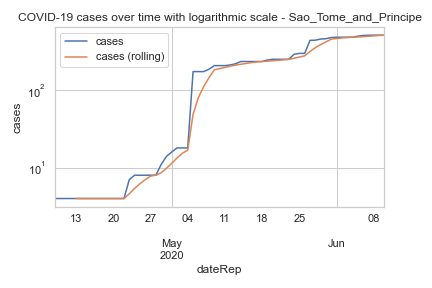 COVID-19 cases over time with logarithmic scale - Sao_Tome_and_Principe
cases
cases (rolling)
10²
10¹
cases
13 20 27 04 11 18 25 08
May Jun
2020
dateRep